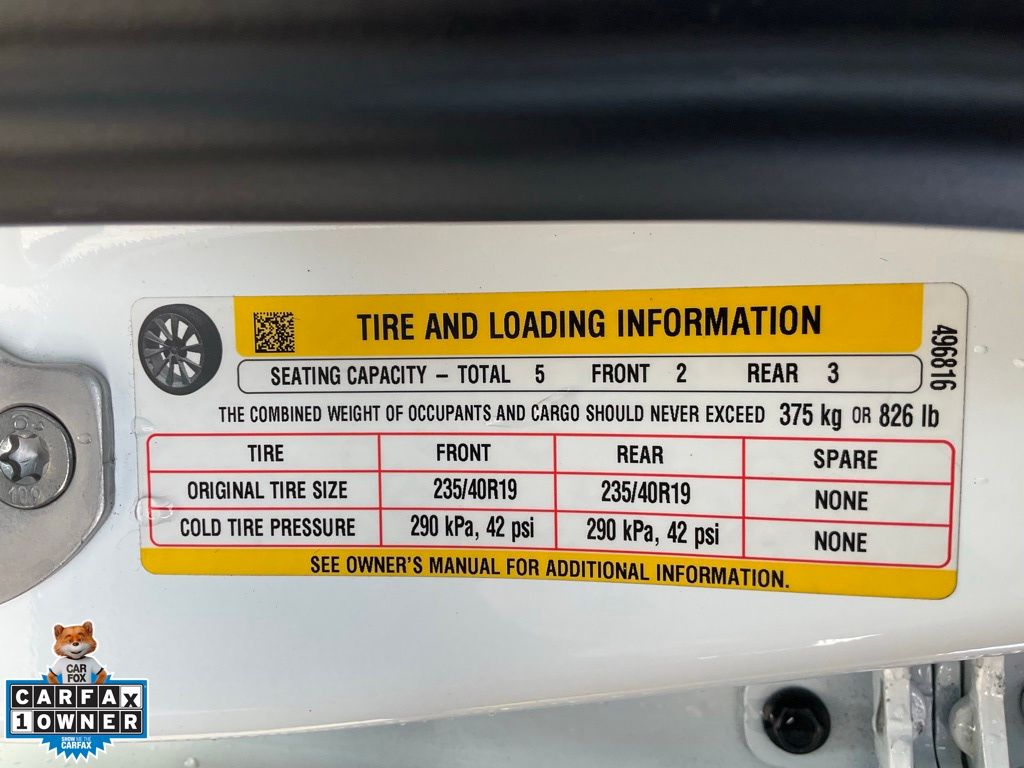 TIRE AND LOADING INFORMATION
496816
SEATING CAPACITY – TOTAL 5 FRONT 2 REAR 3
THE COMBINED WEIGHT OF OCCUPANTS AND CARGO SHOULD NEVER EXCEED 375 kg OR 826 lb
TIRE FRONT REAR SPARE
ORIGINAL TIRE SIZE 235/40R19 235/40R19 NONE
COLD TIRE PRESSURE 290 kPa, 42 psi 290 kPa, 42 psi NONE
SEE OWNER'S MANUAL FOR ADDITIONAL INFORMATION.
109
CAR
FOX
CARFAX
1 OWNER
SHOW ME THE
CARFAX